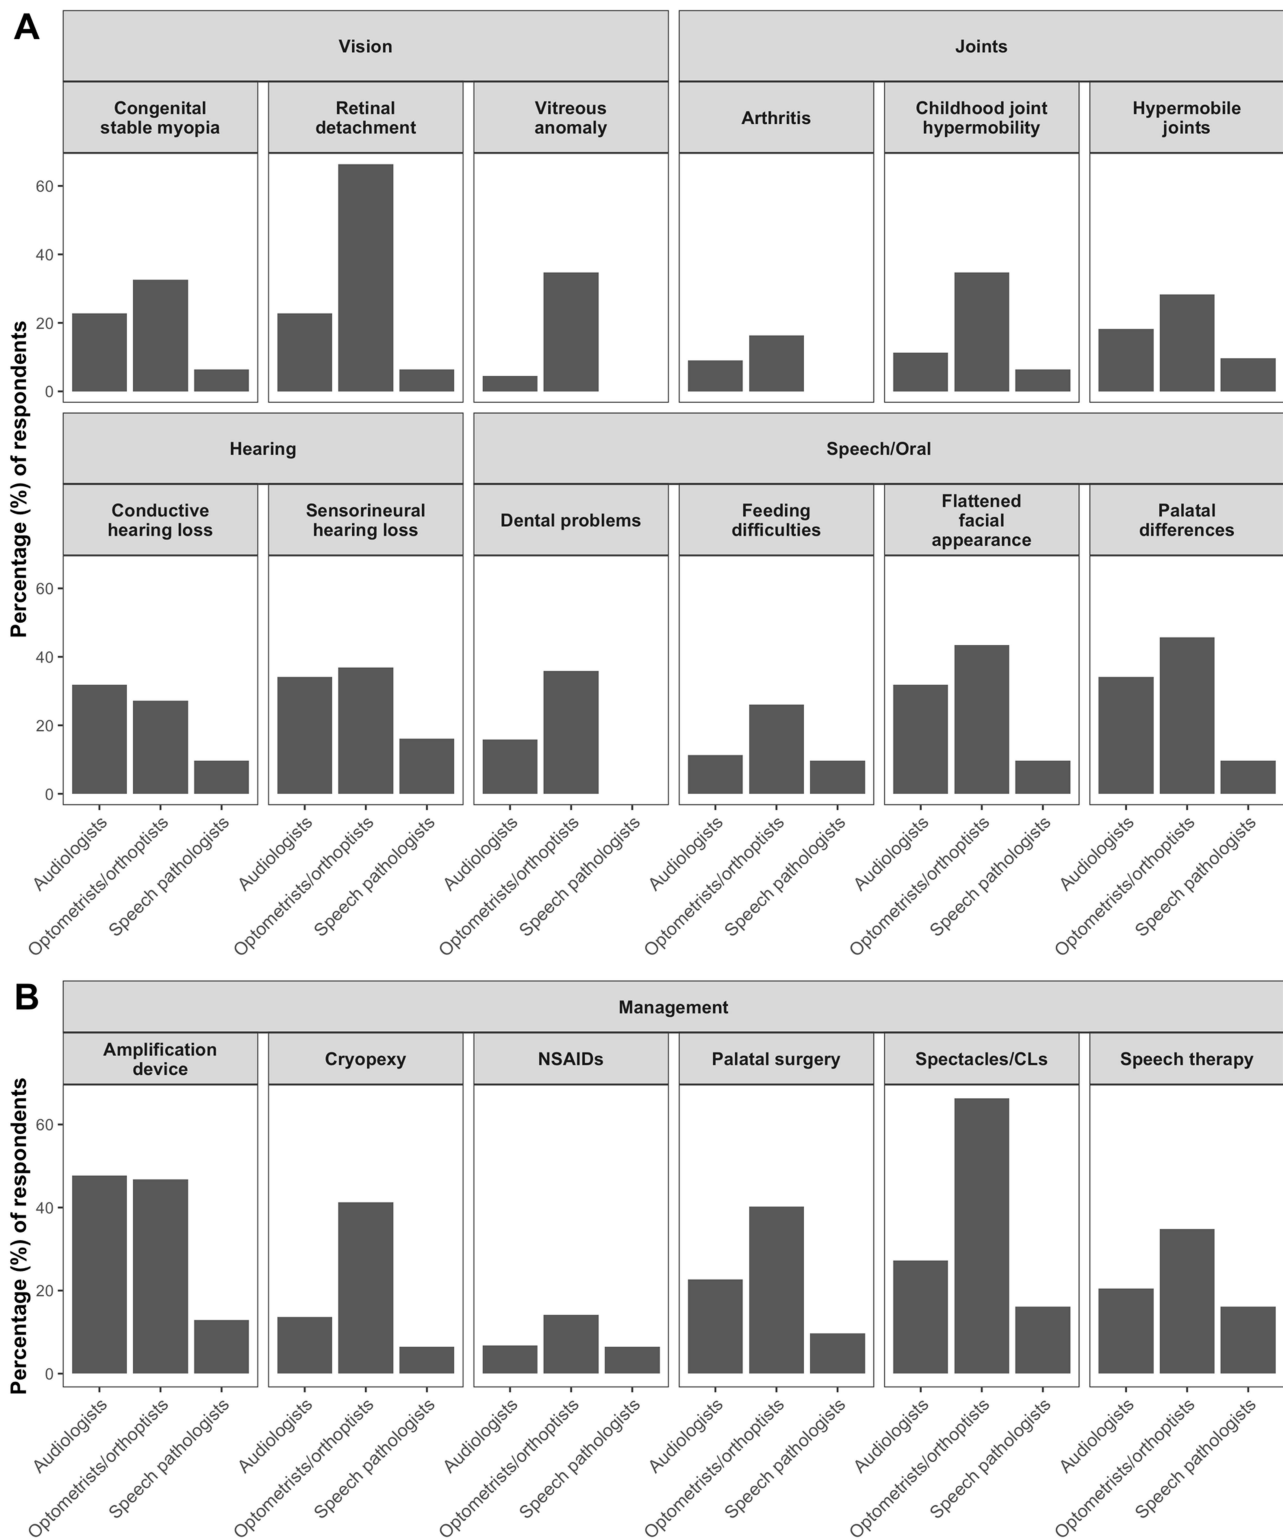 A
Vision
Joints
Congenital
stable myopia
Retinal
detachment
Vitreous
anomaly
Arthritis
Childhood joint
hypermobility
Hypermobile
joints
60
40
20
0
Percentage (%) of respondents
Hearing
Speech/Oral
Conductive
hearing loss
Sensorineural
hearing loss
Dental problems
Feeding
difficulties
Flattened
facial
appearance
Palatal
differences
60
40
20
0
Audiologists
Optometrists/orthoptists
Speech pathologists
Audiologists
Optometrists/orthoptists
Speech pathologists
Audiologists
Optometrists/orthoptists
Speech pathologists
Audiologists
Optometrists/orthoptists
Speech pathologists
Audiologists
Optometrists/orthoptists
Speech pathologists
Audiologists
Optometrists/orthoptists
Speech pathologists
B
Management
Amplification
device
Cryopexy
NSAIDs
Palatal surgery
Spectacles/CLs
Speech therapy
Percentage (%) of respondents
60
40
20
0
Audiologists
Optometrists/orthoptists
Speech pathologists
Audiologists
Optometrists/orthoptists
Speech pathologists
Audiologists
Optometrists/orthoptists
Speech pathologists
Audiologists
Optometrists/orthoptists
Speech pathologists
Audiologists
Optometrists/orthoptists
Speech pathologists
Audiologists
Optometrists/orthoptists
Speech pathologists